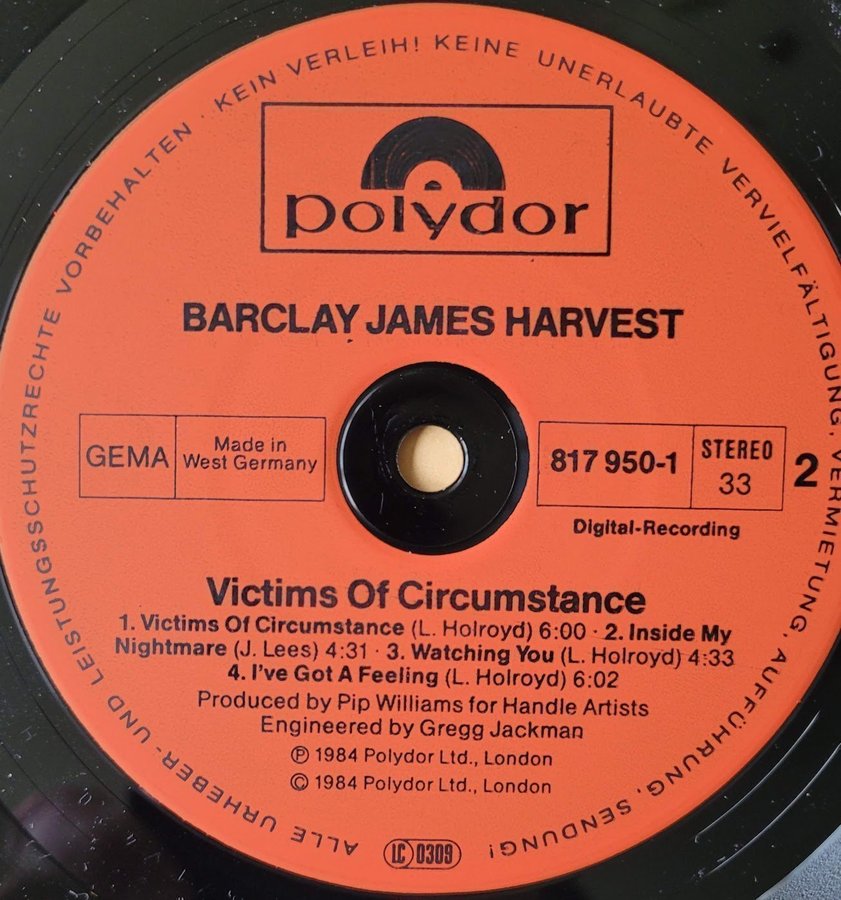 ALLE URHEBER- UND LEISTUNGSSCHUTZRECHTE VORBEHALTEN · KEIN VERLEIH! KEINE UNERLAUBTE VERVIELFÄLTIGUNG, VERMIETUNG, AUFFÜHRUNG, SENDUNG!
polydor
BARCLAY JAMES HARVEST
GEMA
Made in
West Germany
817 950-1
STEREO
33
2
Digital-Recording
Victims Of Circumstance
1. Victims Of Circumstance (L. Holroyd) 6:00 · 2. Inside My
Nightmare (J. Lees) 4:31 · 3. Watching You (L. Holroyd) 4:33
4. I've Got A Feeling (L. Holroyd) 6:02
Produced by Pip Williams for Handle Artists
Engineered by Gregg Jackman
Ⓟ 1984 Polydor Ltd., London
© 1984 Polydor Ltd., London
LC 0309